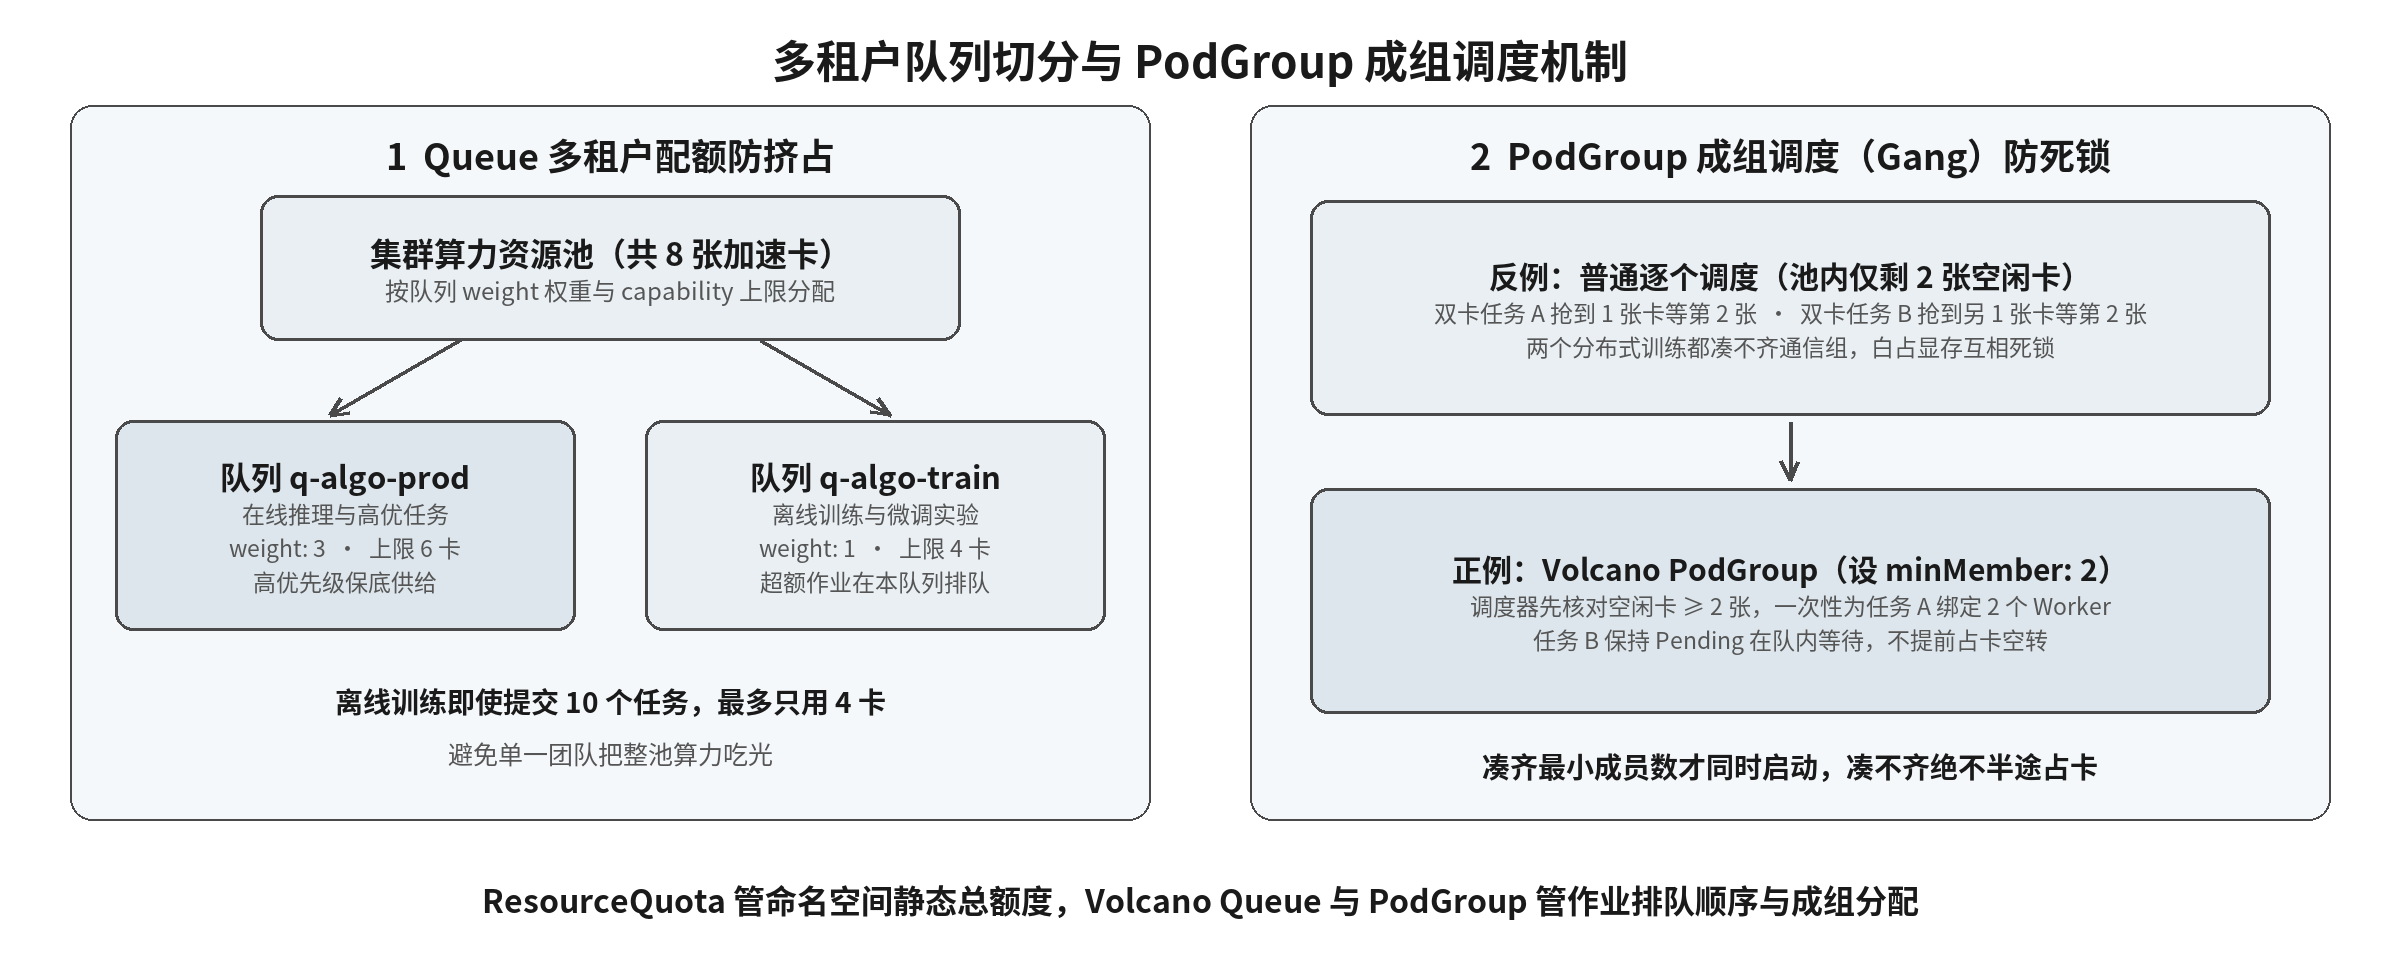 多租户队列切分与 PodGroup 成组调度机制
1 Queue 多租户配额防挤占
集群算力资源池（共 8 张加速卡）
按队列 weight 权重与 capability 上限分配
队列 q-algo-prod
在线推理与高优任务
weight: 3 · 上限 6 卡
高优先级保底供给
队列 q-algo-train
离线训练与微调实验
weight: 1 · 上限 4 卡
超额作业在本队列排队
离线训练即使提交 10 个任务，最多只用 4 卡
避免单一团队把整池算力吃光
2 PodGroup 成组调度（Gang）防死锁
反例：普通逐个调度（池内仅剩 2 张空闲卡）
双卡任务 A 抢到 1 张卡等第 2 张 · 双卡任务 B 抢到另 1 张卡等第 2 张
两个分布式训练都凑不齐通信组，白占显存互相死锁
正例：Volcano PodGroup（设 minMember: 2）
调度器先核对空闲卡 ≥ 2 张，一次性为任务 A 绑定 2 个 Worker
任务 B 保持 Pending 在队内等待，不提前占卡空转
凑齐最小成员数才同时启动，凑不齐绝不半途占卡
ResourceQuota 管命名空间静态总额度，Volcano Queue 与 PodGroup 管作业排队顺序与成组分配